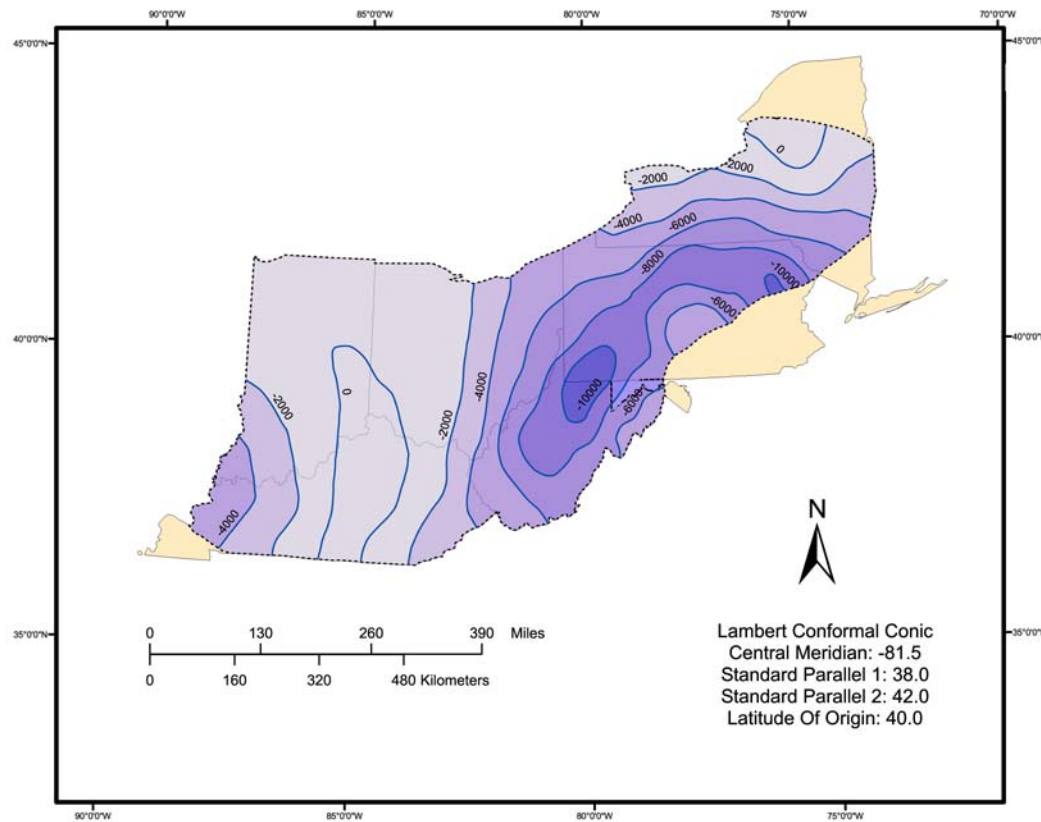 90°0'0"W 85°0'0"W 80°0'0"W 75°0'0"W 70°0'0"W
45°0'0"N 45°0'0"N
0
-2000
-2000
-4000
-6000
-8000
-10000
-6000
40°0'0"N 40°0'0"N
-10000
-6000
-4000
0
-2000
-2000
-4000
N
35°0'0"N 35°0'0"N
0 130 260 390 Miles
0 160 320 480 Kilometers
Lambert Conformal Conic
Central Meridian: -81.5
Standard Parallel 1: 38.0
Standard Parallel 2: 42.0
Latitude Of Origin: 40.0
90°0'0"W 85°0'0"W 80°0'0"W 75°0'0"W